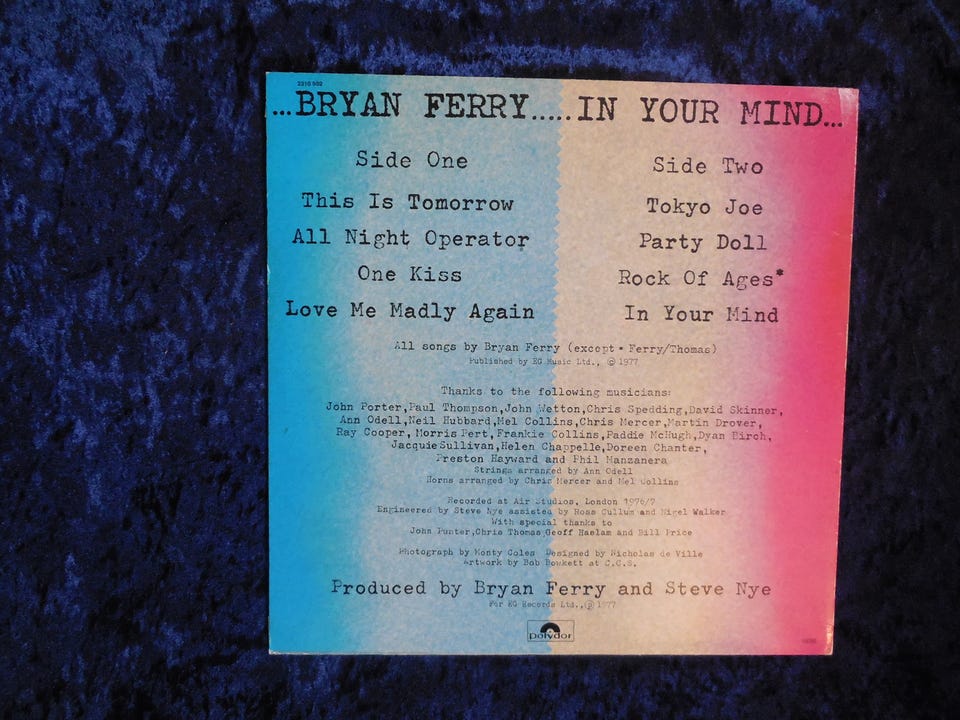 2310 502
...BRYAN FERRY.....IN YOUR MIND...
Side One
This Is Tomorrow
All Night Operator
One Kiss
Love Me Madly Again
Side Two
Tokyo Joe
Party Doll
Rock Of Ages*
In Your Mind
All songs by Bryan Ferry (except * Ferry/Thomas)
Published by EG Music Ltd., © 1977
Thanks to the following musicians:
John Porter,Paul Thompson,John Wetton,Chris Spedding,David Skinner,
Ann Odell,Neil Hubbard,Mel Collins,Chris Mercer,Martin Drover,
Ray Cooper, Morris Pert, Frankie Collins,Paddie McHugh,Dyan Birch,
Jacquie Sullivan,Helen Chappelle,Doreen Chanter,
Preston Hayward and Phil Manzanera
Strings arranged by Ann Odell
Horns arranged by Chris Mercer and Mel Collins
Recorded at Air Studios, London 1976/7
Engineered by Steve Nye assisted by Ross Cullum and Nigel Walker
With special thanks to
John Punter,Chris Thomas,Geoff Haslam and Bill Price
Photograph by Monty Coles Designed by Nicholas de Ville
Artwork by Bob Bowkett at C.C.S.
Produced by Bryan Ferry and Steve Nye
For EG Records Ltd.,℗ 1977
polydor